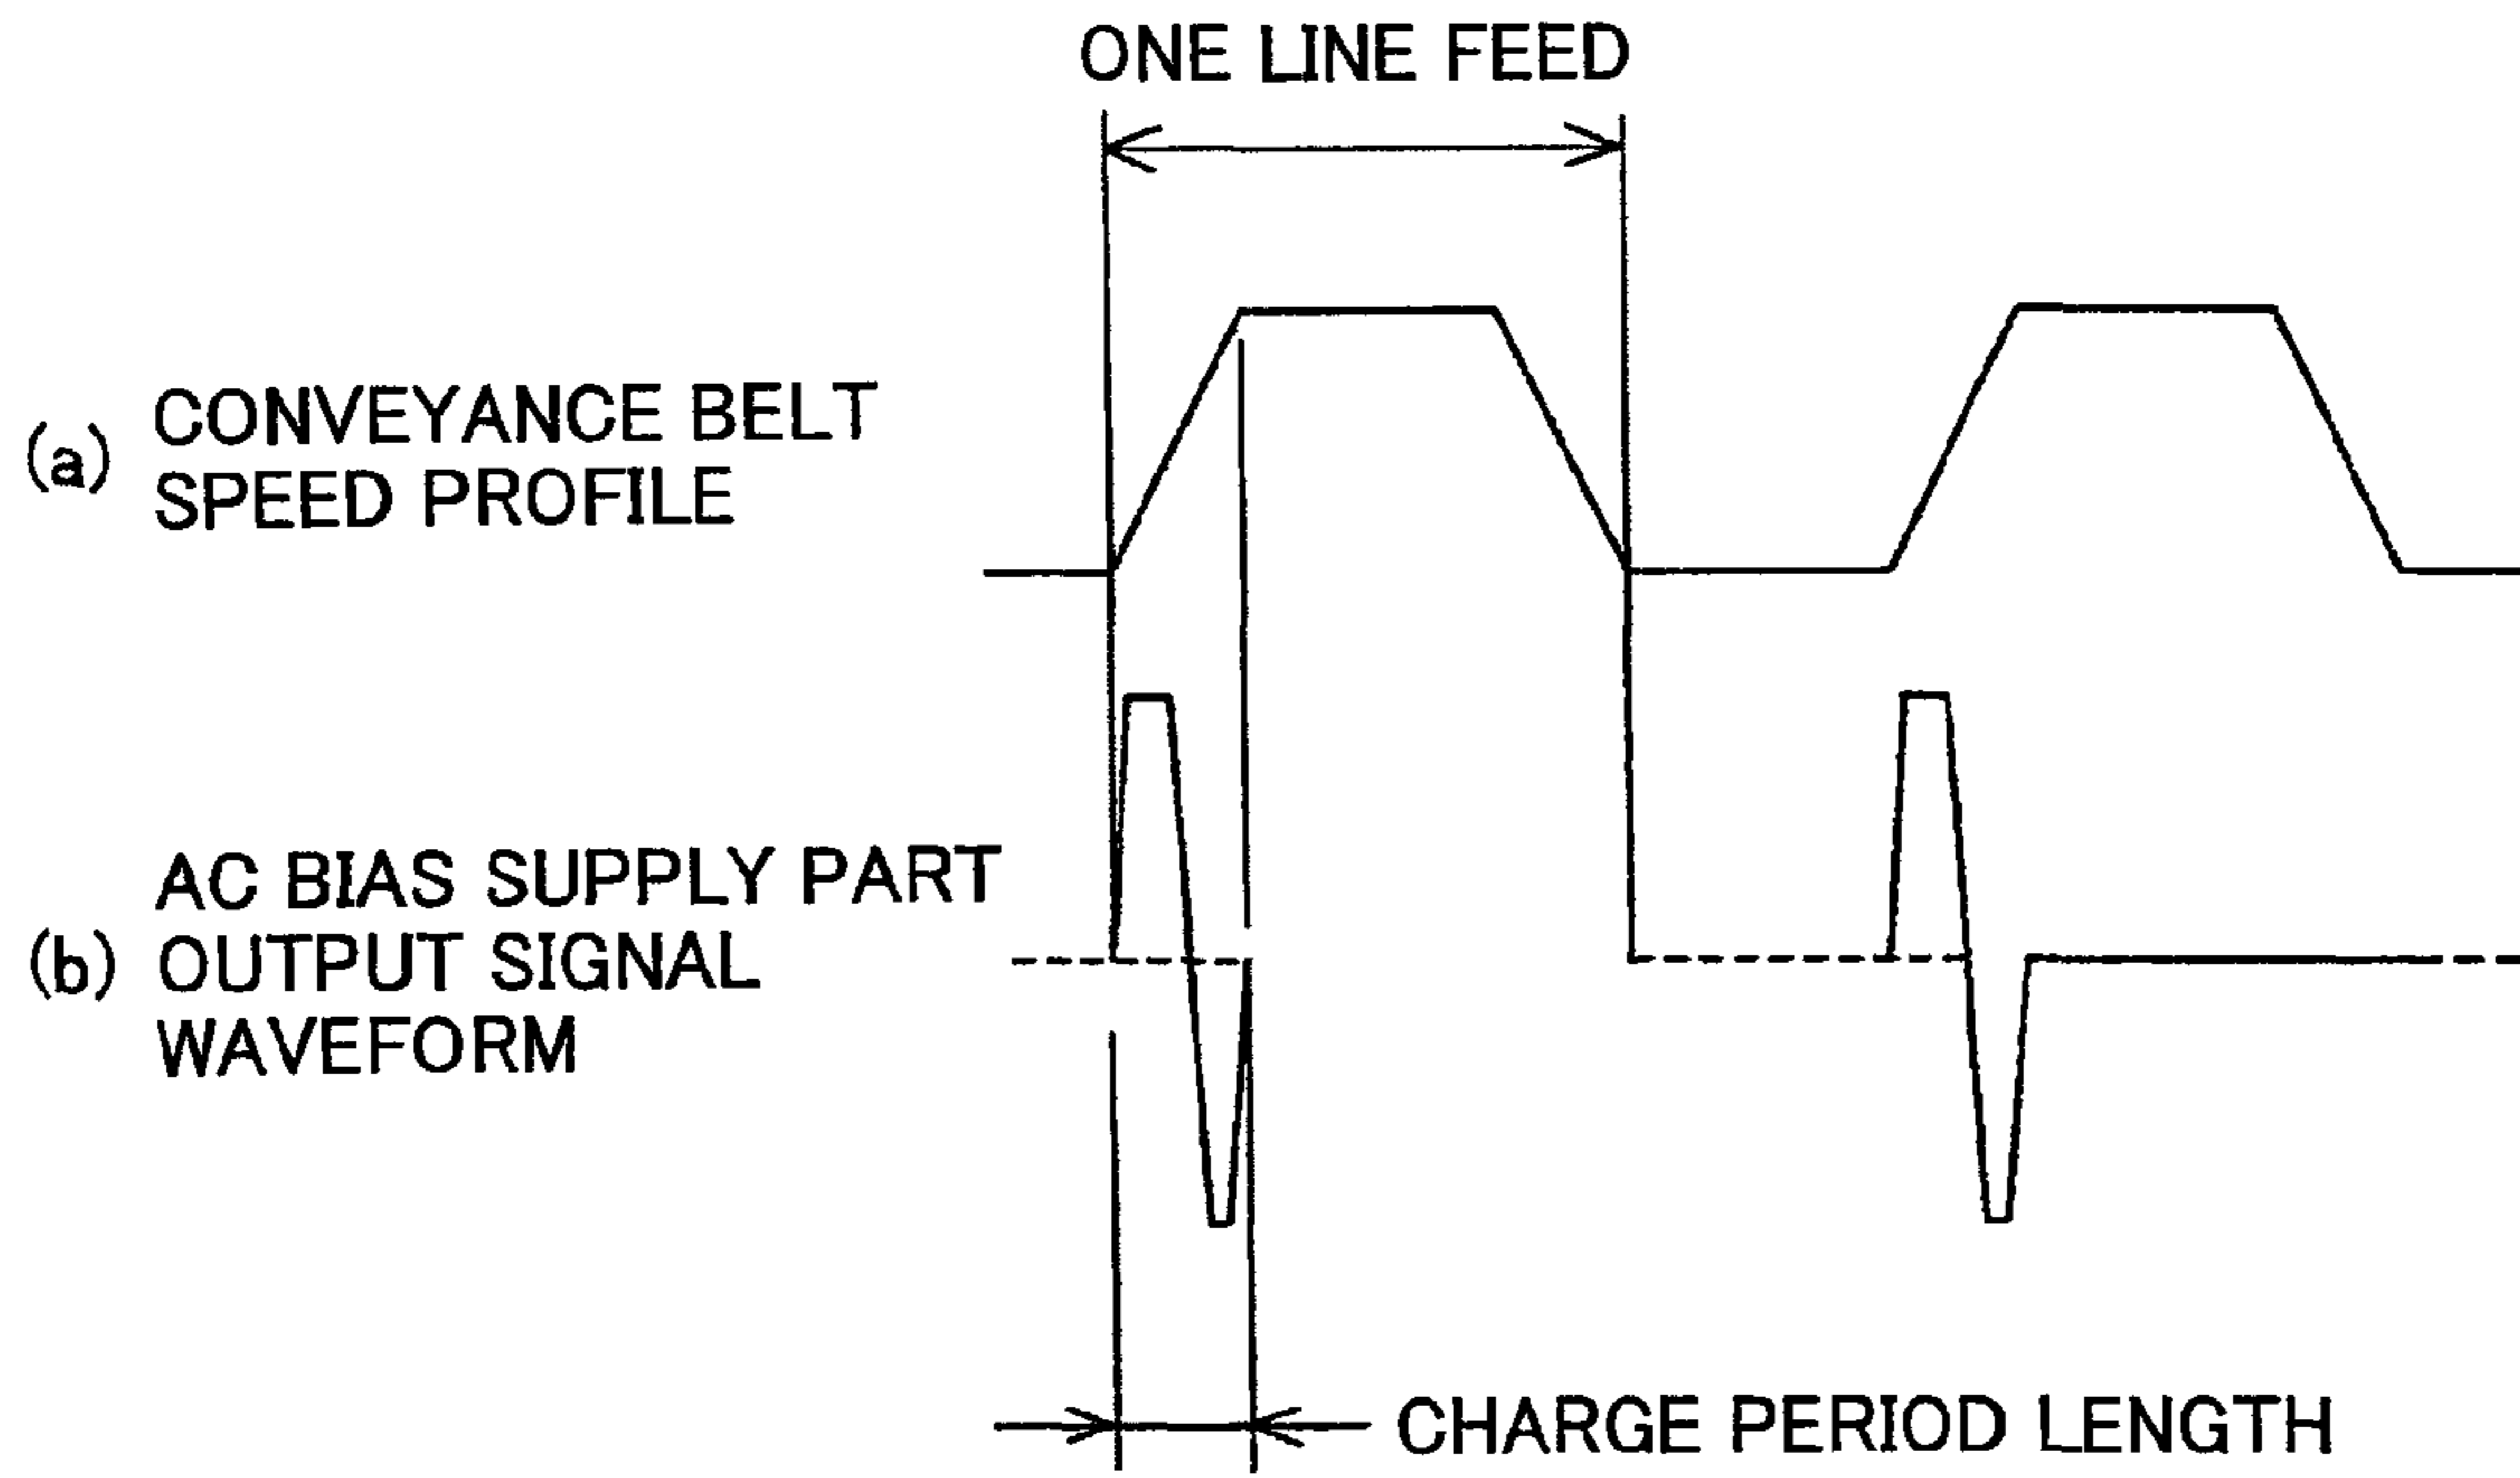 ONE LINE FEED
(a) CONVEYANCE BELT
SPEED PROFILE
AC BIAS SUPPLY PART
(b) OUTPUT SIGNAL
WAVEFORM
CHARGE PERIOD LENGTH